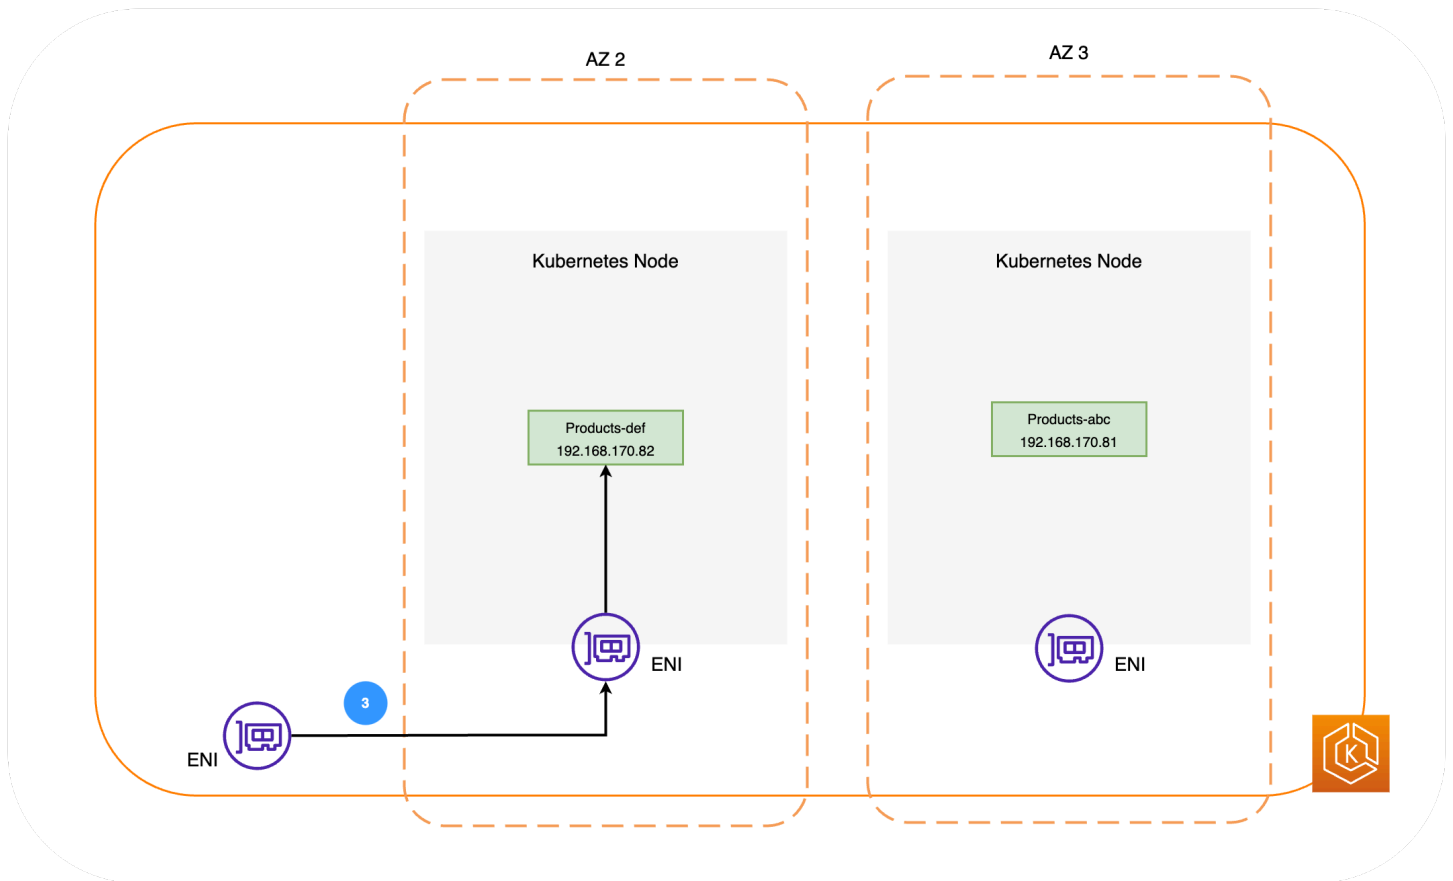 AZ 2
AZ 3
Kubernetes Node
Kubernetes Node
Products-def
192.168.170.82
Products-abc
192.168.170.81
ENI
ENI
3
ENI
K